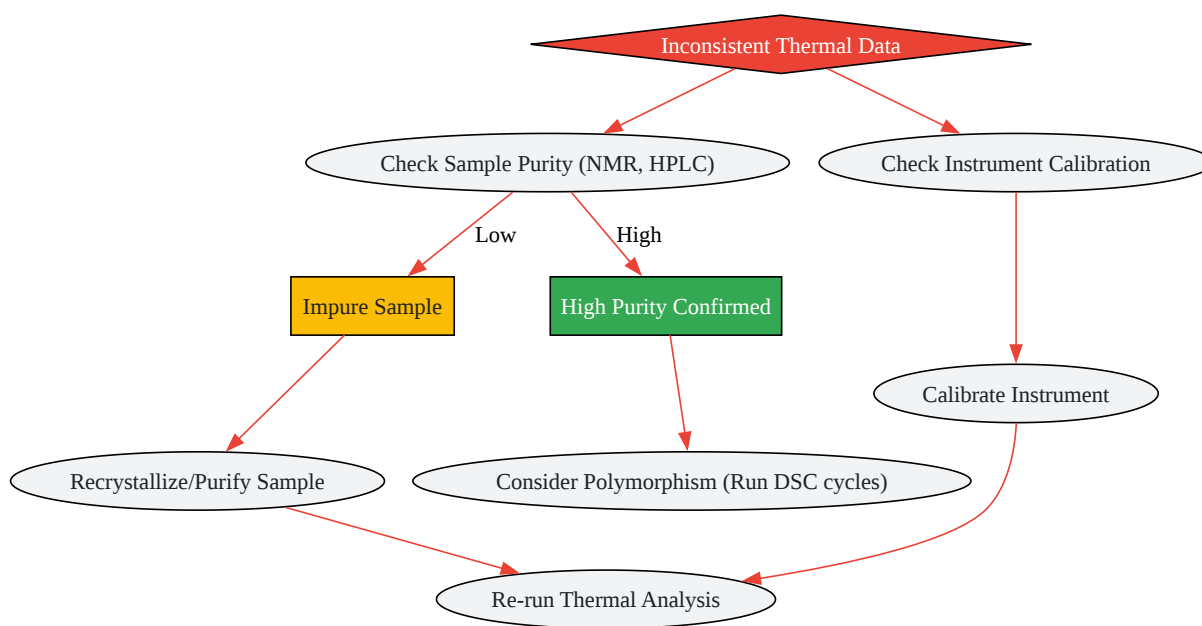 Inconsistent Thermal Data
Check Sample Purity (NMR, HPLC)
Check Instrument Calibration
Low
High
Impure Sample
High Purity Confirmed
Calibrate Instrument
Recrystallize/Purify Sample
Consider Polymorphism (Run DSC cycles)
Re-run Thermal Analysis